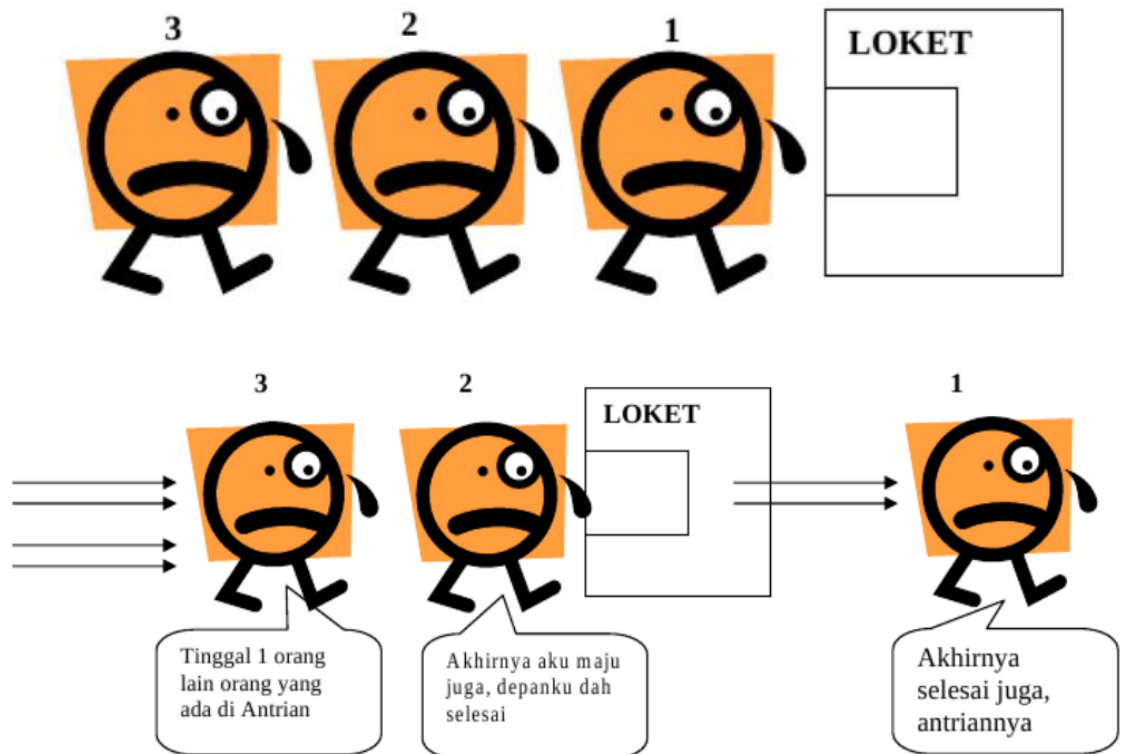 3
2
1
LOKET
3
2
LOKET
1
Tinggal 1 orang
lain orang yang
ada di Antrian
Akhirnya aku maju
juga, depanku dah
selesai
Akhirnya
selesai juga,
antriannya